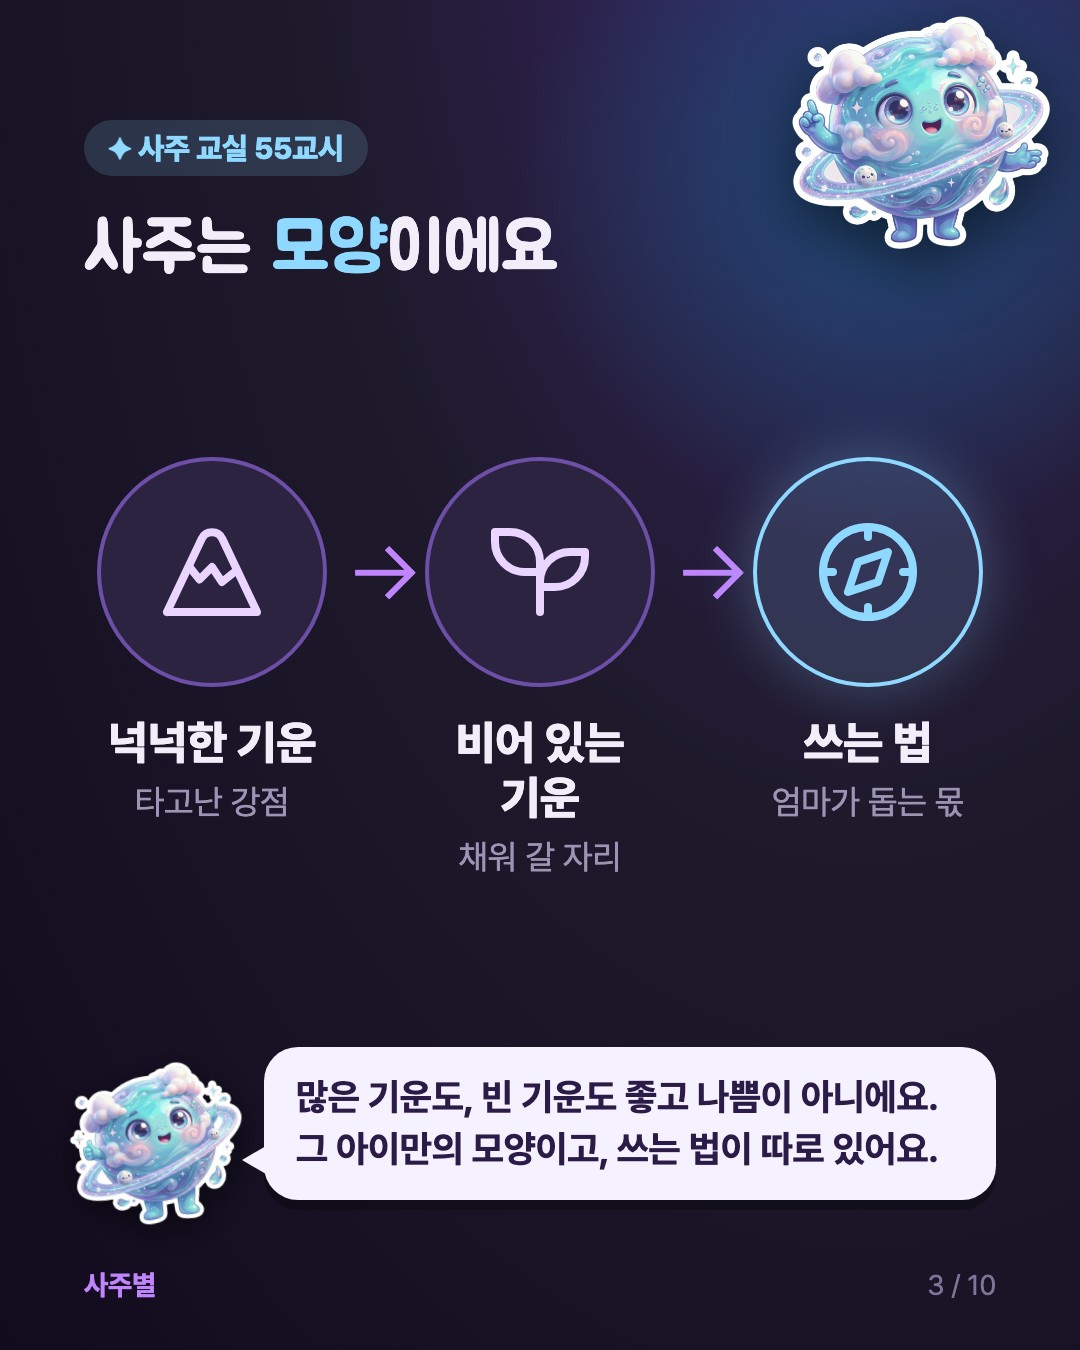 사주 교실 55교시
사주는 모양이에요
넉넉한 기운
타고난 강점
비어 있는
기운
채워 갈 자리
쓰는 법
엄마가 돕는 몫
많은 기운도, 빈 기운도 좋고 나쁨이 아니에요.
그 아이만의 모양이고, 쓰는 법이 따로 있어요.
사주별
3 / 10